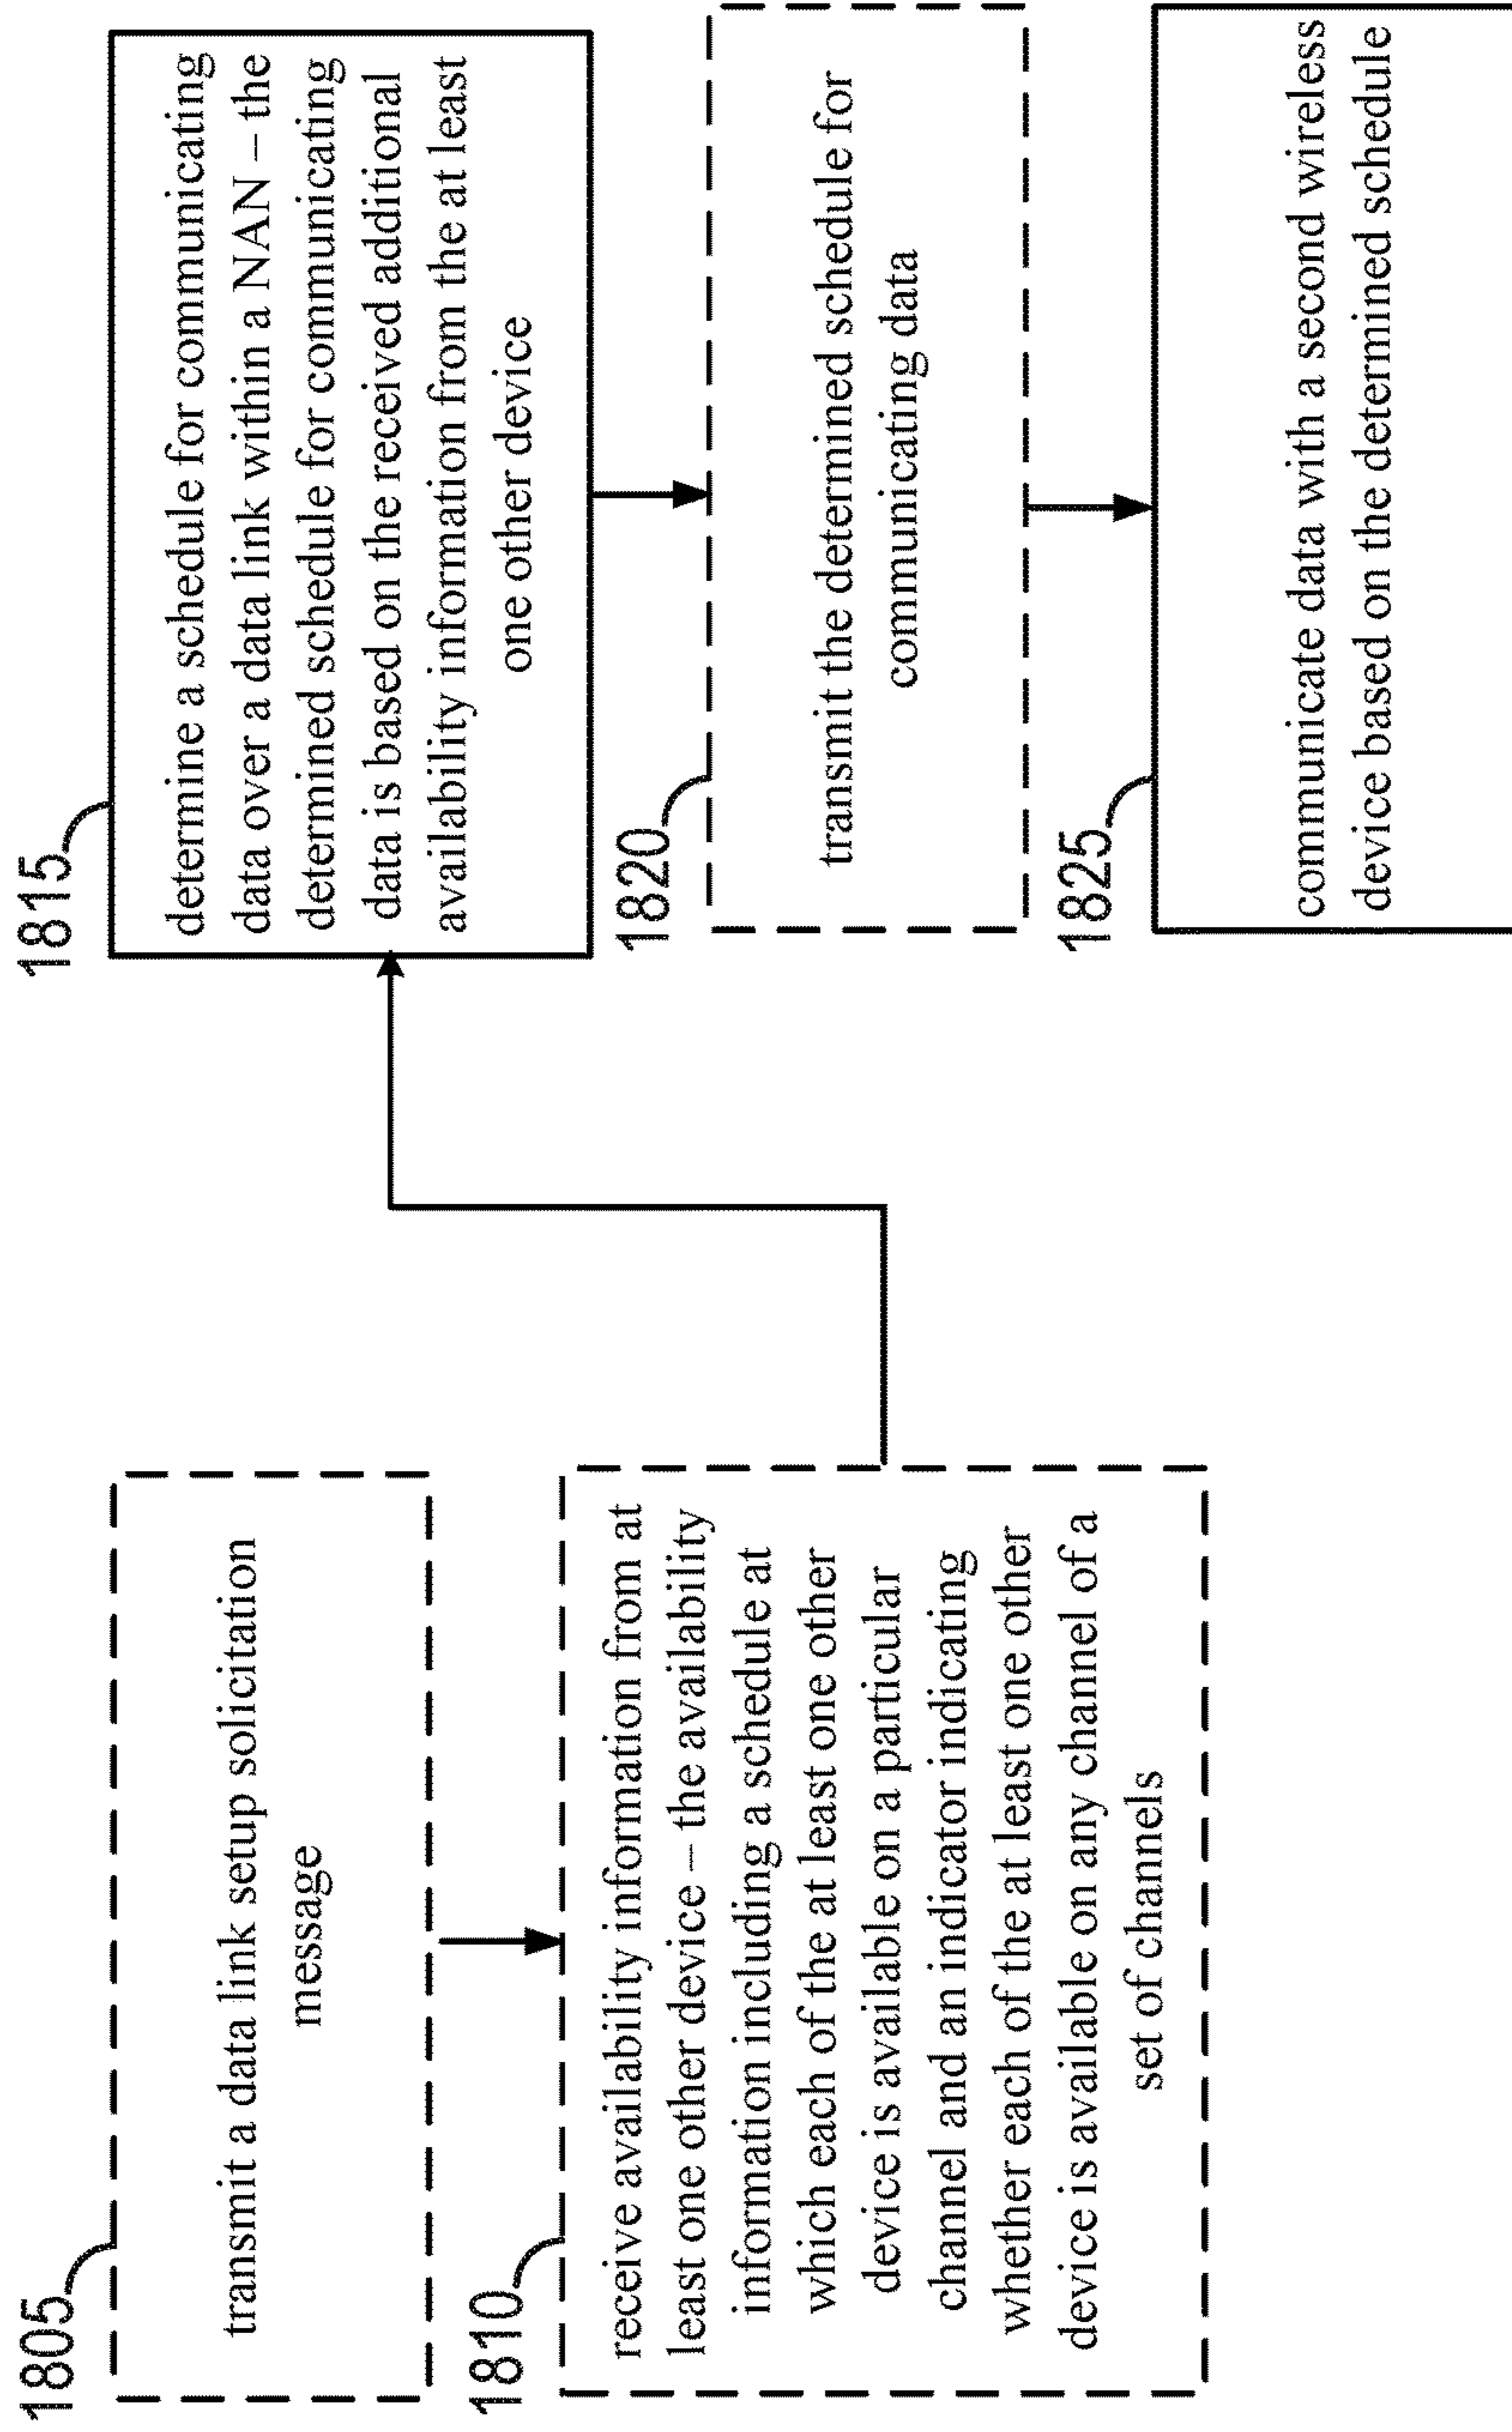 1805
transmit a data link setup solicitation
message
1810
receive availability information from at
least one other device – the availability
information including a schedule at
which each of the at least one other
device is available on a particular
channel and an indicator indicating
whether each of the at least one other
device is available on any channel of a
set of channels
1815
determine a schedule for communicating
data over a data link within a NAN – the
determined schedule for communicating
data is based on the received additional
availability information from the at least
one other device
1820
transmit the determined schedule for
communicating data
1825
communicate data with a second wireless
device based on the determined schedule